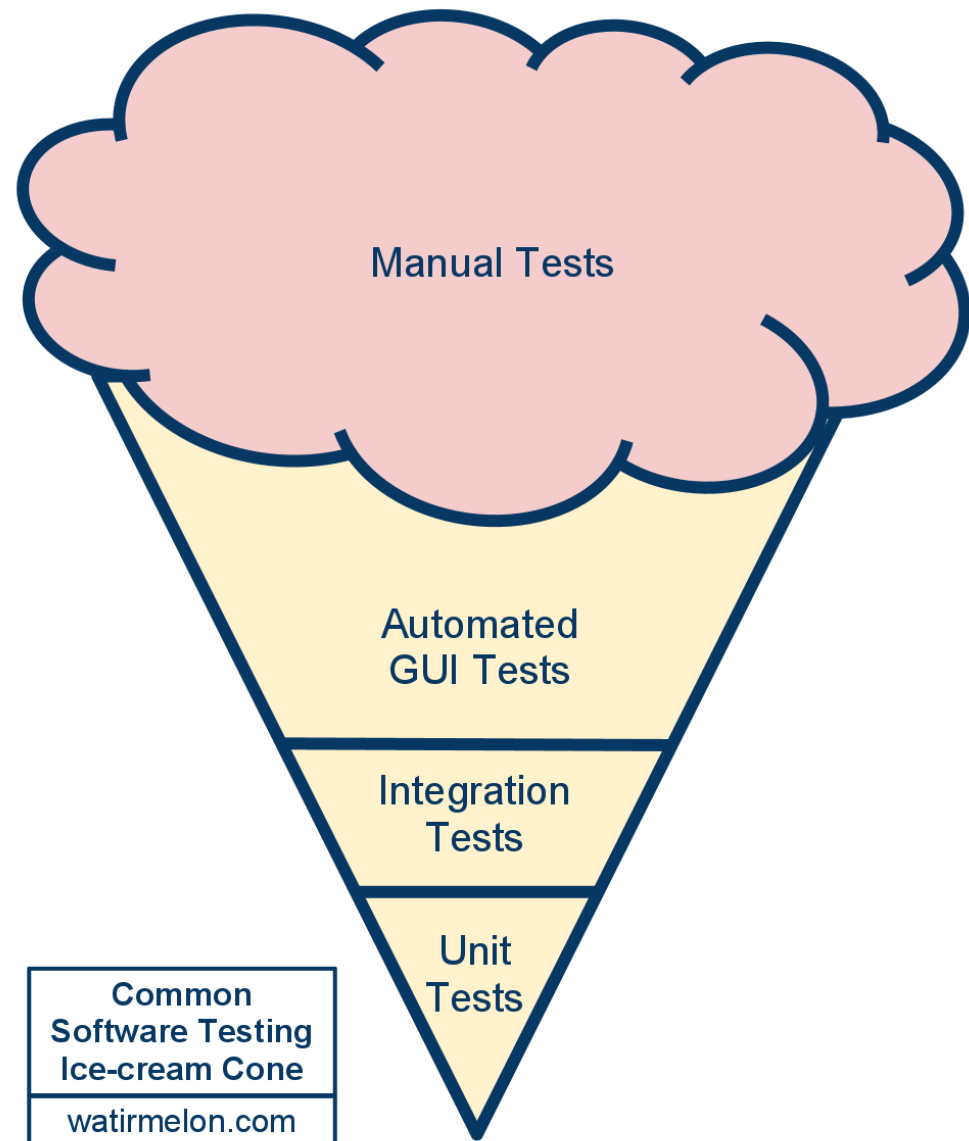 Manual Tests
Automated
GUI Tests
Integration
Tests
Unit
Tests
Common
Software Testing
Ice-cream Cone
watirmelon.com